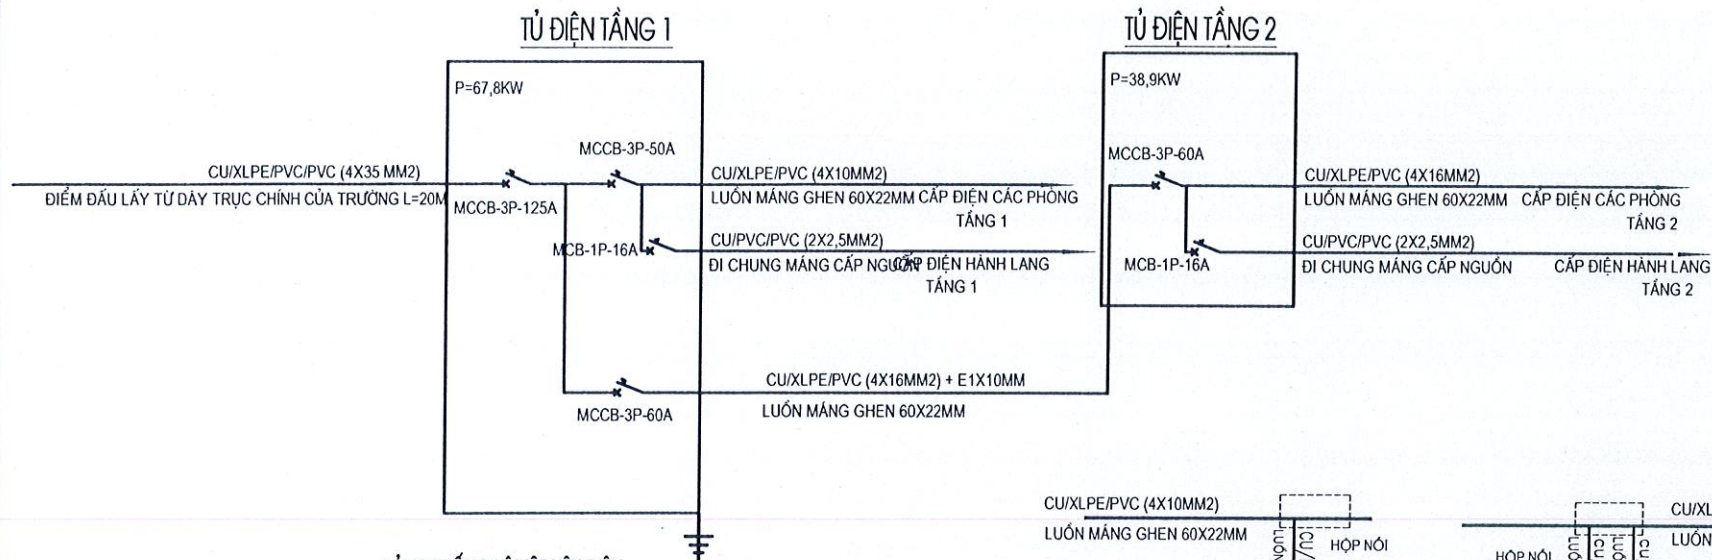 TỦ ĐIỆN TẦNG 1
P=67,8KW
MCCB-3P-50A
CU/XLPE/PVC/PVC (4X35 MM2)
ĐIỂM ĐẤU LẤY TỪ DÂY TRỤC CHÍNH CỦA TRƯỜNG L=20M
MCCB-3P-125A
CU/XLPE/PVC (4X10MM2)
LUỒN MÁNG GHEN 60X22MM CẤP ĐIỆN CÁC PHÒNG
TẦNG 1
MCB-1P-16A
CU/PVC/PVC (2X2,5MM2)
ĐI CHUNG MÁNG CẤP NGUỒN
CẤP ĐIỆN HÀNH LANG
TẦNG 1
MCCB-3P-60A
CU/XLPE/PVC (4X16MM2) + E1X10MM
LUỒN MÁNG GHEN 60X22MM
TỦ ĐIỆN TẦNG 2
P=38,9KW
MCCB-3P-60A
CU/XLPE/PVC (4X16MM2)
LUỒN MÁNG GHEN 60X22MM
CẤP ĐIỆN CÁC PHÒNG
TẦNG 2
MCB-1P-16A
CU/PVC/PVC (2X2,5MM2)
ĐI CHUNG MÁNG CẤP NGUỒN
CẤP ĐIỆN HÀNH LANG
TẦNG 2
CU/XLPE/PVC (4X10MM2)
LUỒN MÁNG GHEN 60X22MM
HỘP NỐI
HỘP NỐI
CU/XL
LUỒN